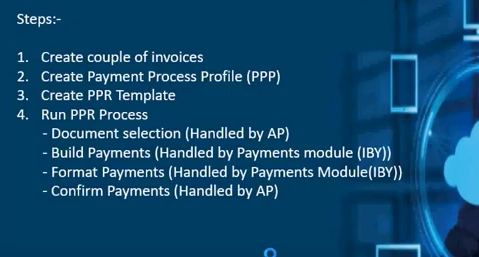 Steps:-
1. Create couple of invoices
2. Create Payment Process Profile (PPP)
3. Create PPR Template
4. Run PPR Process
- Document selection (Handled by AP)
- Build Payments (Handled by Payments module (IBY))
- Format Payments (Handled by Payments Module(IBY))
- Confirm Payments (Handled by AP)